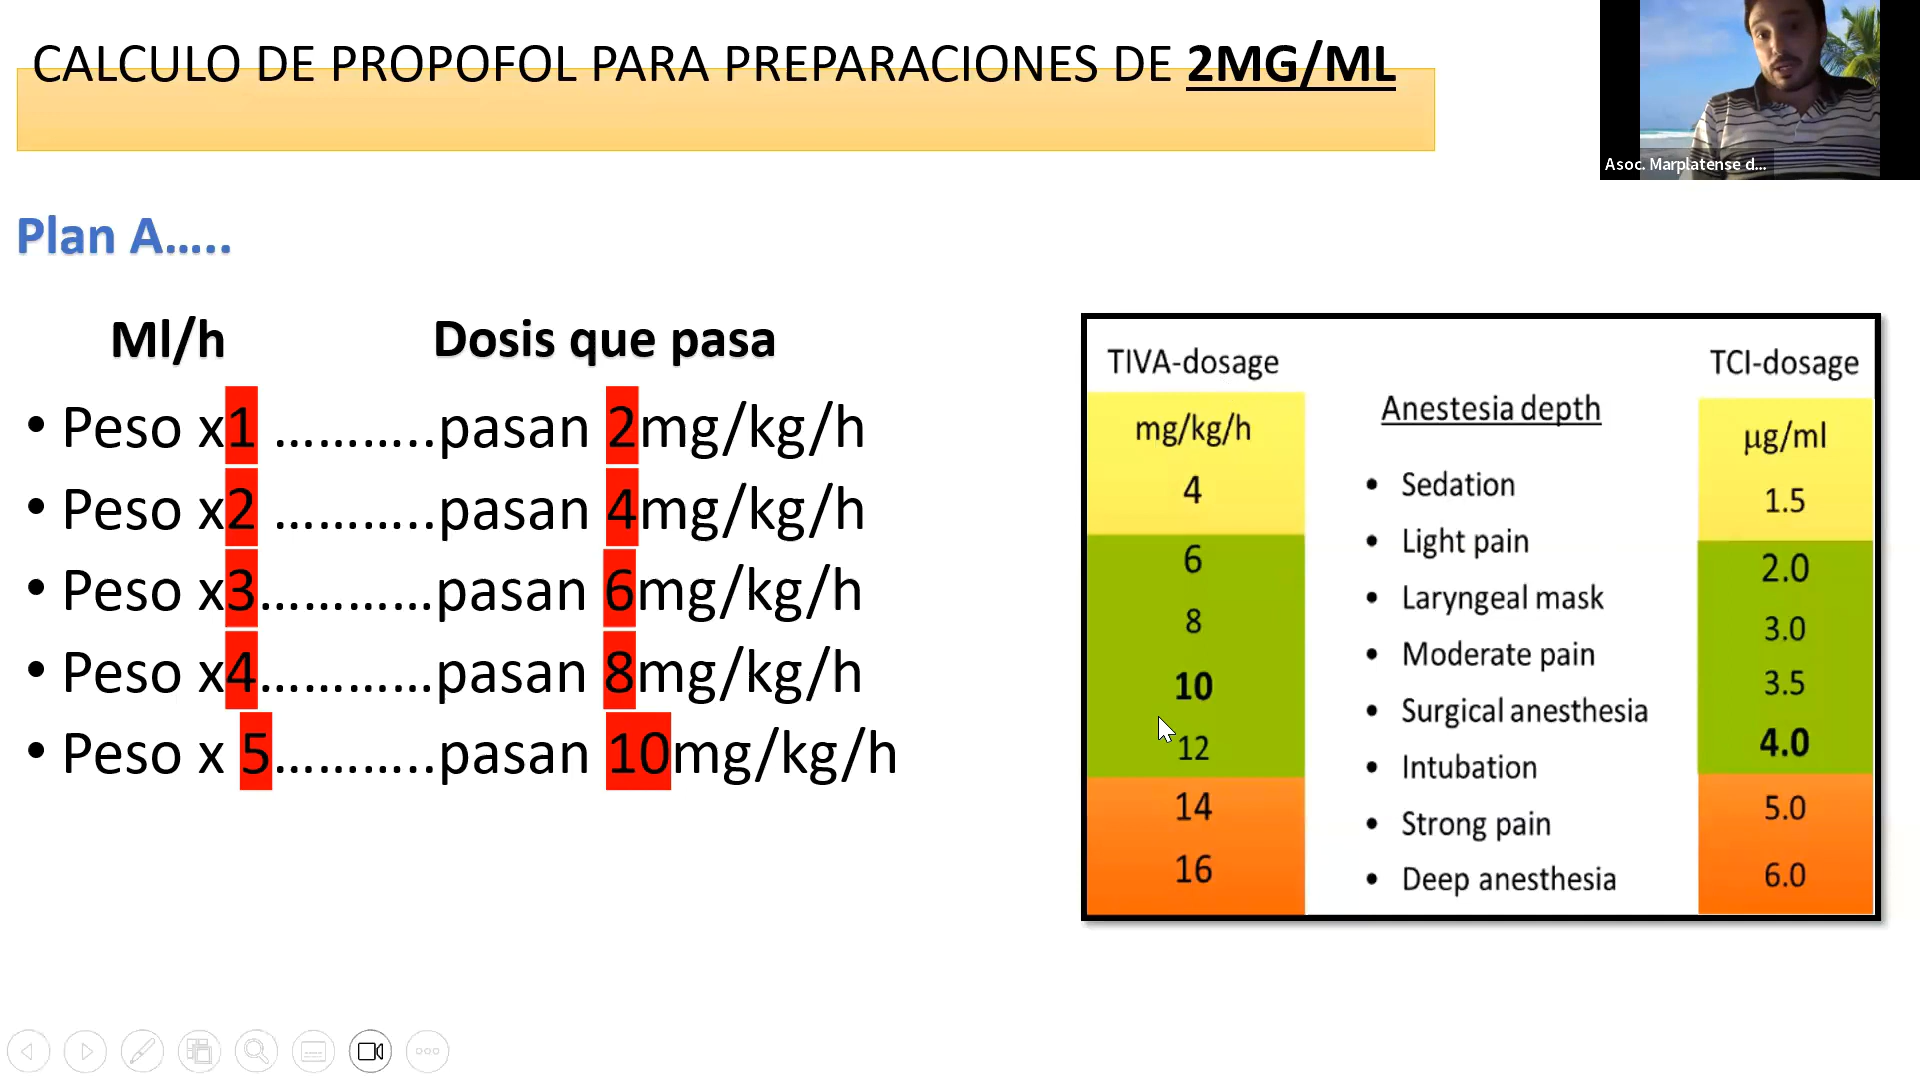 CALCULO DE PROPOFOL PARA PREPARACIONES DE 2MG/ML
Asoc. Marplatense d...
Plan A…..
Ml/h Dosis que pasa
• Peso x1 ………..pasan 2mg/kg/h
• Peso x2 ………..pasan 4mg/kg/h
• Peso x3…………pasan 6mg/kg/h
• Peso x4…………pasan 8mg/kg/h
• Peso x 5………..pasan 10mg/kg/h
TIVA-dosage
mg/kg/h
4
6
8
10
12
14
16
Anestesia depth
• Sedation
• Light pain
• Laryngeal mask
• Moderate pain
• Surgical anesthesia
• Intubation
• Strong pain
• Deep anesthesia
TCI-dosage
µg/ml
1.5
2.0
3.0
3.5
4.0
5.0
6.0